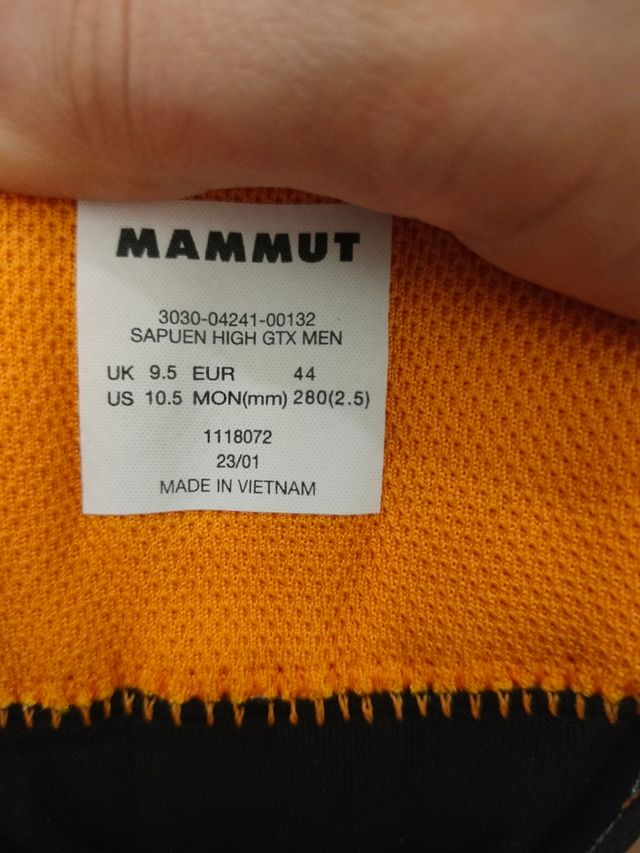 MAMMUT
3030-04241-00132
SAPUEN HIGH GTX MEN
UK 9.5 EUR 44
US 10.5 MON(mm) 280(2.5)
1118072
23/01
MADE IN VIETNAM